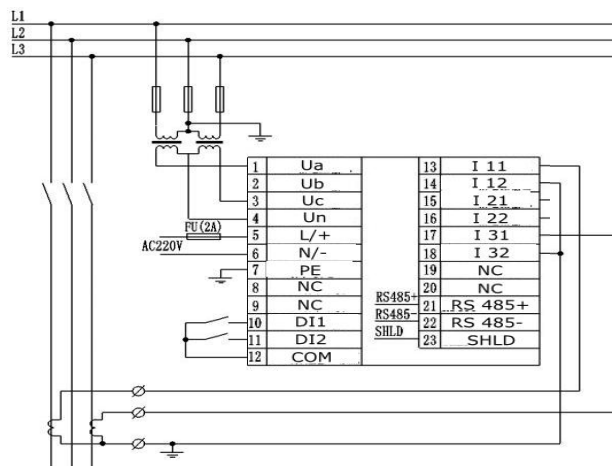 L1
L2
L3
1 Ua 13 I 11
2 Ub 14 I 12
3 Uc 15 I 21
4 Un 16 I 22
FU(2A) 5 L/+ 17 I 31
AC220V 6 N/- 18 I 32
7 PE 19 NC
8 NC 20 NC
9 NC RS485+ 21 RS 485+
10 DI1 RS485- 22 RS 485-
11 DI2 SHLD 23 SHLD
12 COM